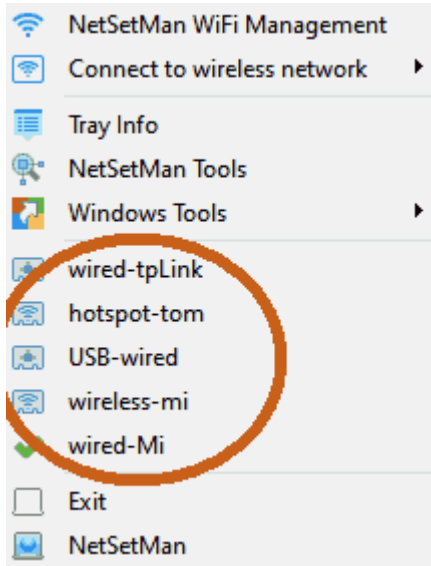 NetSetMan WiFi Management
Connect to wireless network
Tray Info
NetSetMan Tools
Windows Tools
wired-tpLink
hotspot-tom
USB-wired
wireless-mi
wired-Mi
Exit
NetSetMan